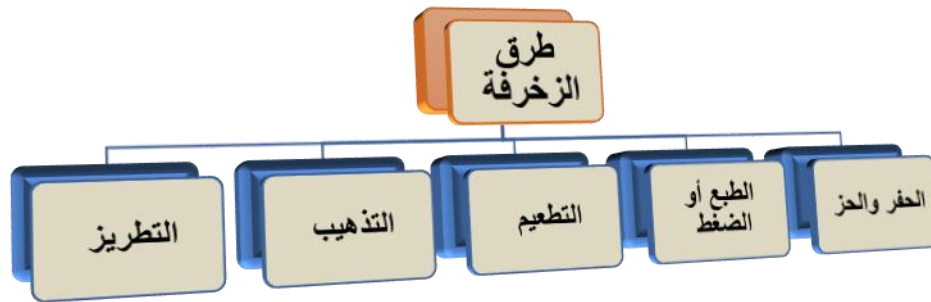 طرق
الزخرفة
الحفر والحز
الطبع أو
الضغط
التطعيم
التذهيب
التطريز